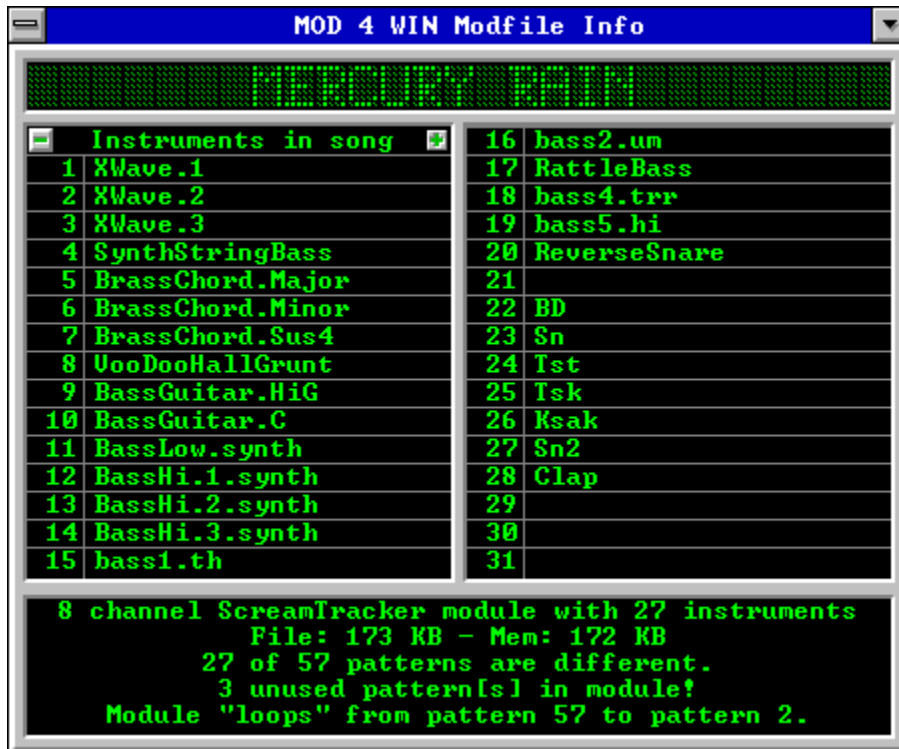 MOD 4 WIN Modfile Info
MERCURY RAIN
Instruments in song
1 XWave.1
2 XWave.2
3 XWave.3
4 SynthStringBass
5 BrassChord.Major
6 BrassChord.Minor
7 BrassChord.Sus4
8 VooDooHallGrunt
9 BassGuitar.HiG
10 BassGuitar.C
11 BassLow.synth
12 BassHi.1.synth
13 BassHi.2.synth
14 BassHi.3.synth
15 bass1.th
16 bass2.um
17 RattleBass
18 bass4.trr
19 bass5.hi
20 ReverseSnare
21
22 BD
23 Sn
24 Tst
25 Tsk
26 Ksak
27 Sn2
28 Clap
29
30
31
8 channel ScreamTracker module with 27 instruments
File: 173 KB - Mem: 172 KB
27 of 57 patterns are different.
3 unused pattern[s] in module!
Module "loops" from pattern 57 to pattern 2.